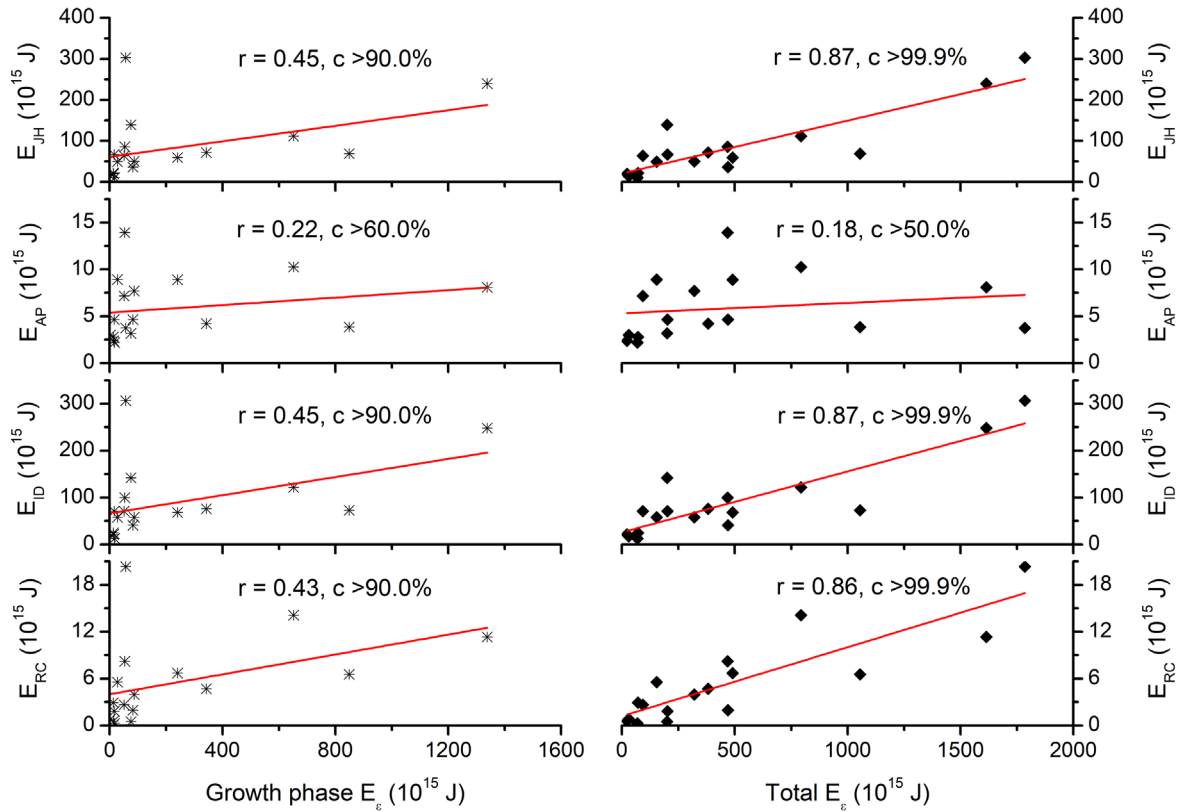 400
300
200
100
0
E_JH (10^15 J)
r = 0.45, c >90.0%
r = 0.87, c >99.9%
400
300
200
100
0
E_JH (10^15 J)
15
10
5
0
E_AP (10^15 J)
r = 0.22, c >60.0%
r = 0.18, c >50.0%
15
10
5
0
E_AP (10^15 J)
300
200
100
0
E_ID (10^15 J)
r = 0.45, c >90.0%
r = 0.87, c >99.9%
300
200
100
0
E_ID (10^15 J)
18
12
6
0
E_RC (10^15 J)
r = 0.43, c >90.0%
r = 0.86, c >99.9%
18
12
6
0
E_RC (10^15 J)
0 400 800 1200 1600
0 500 1000 1500 2000
Growth phase E_ε (10^15 J)
Total E_ε (10^15 J)